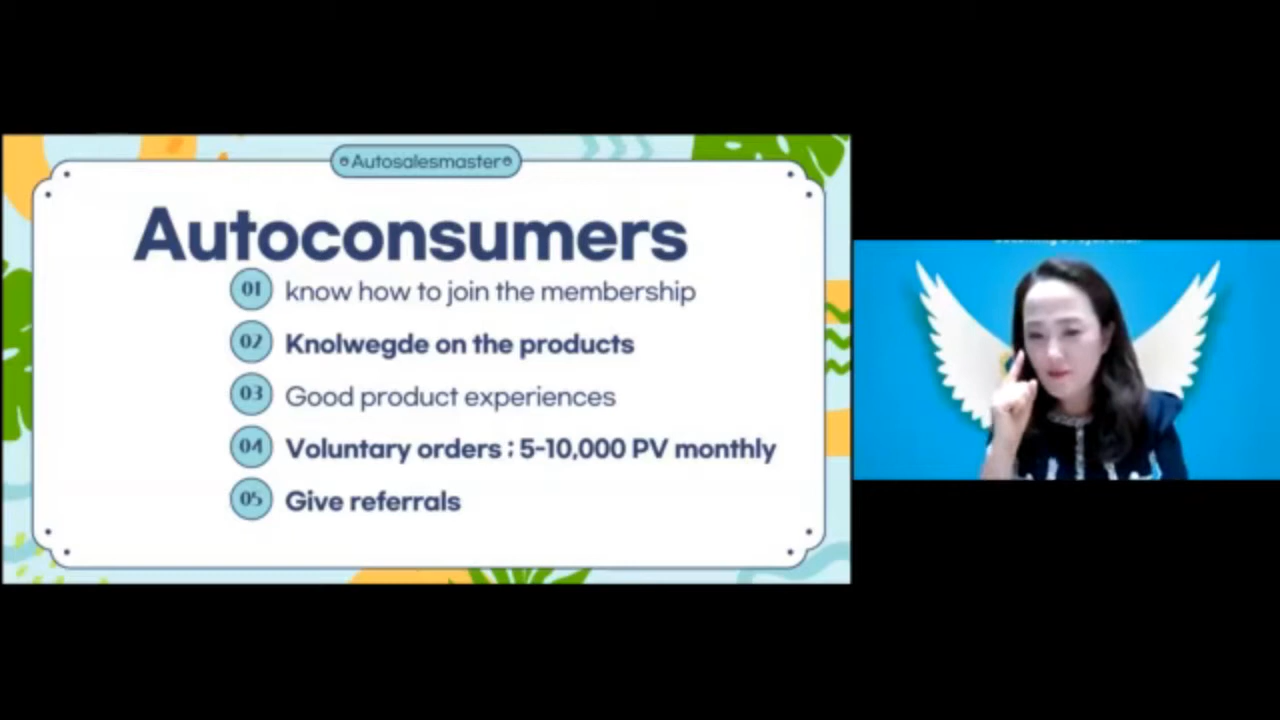 Autosalesmaster
Autoconsumers
01 know how to join the membership
02 Knolwegde on the products
03 Good product experiences
04 Voluntary orders : 5-10,000 PV monthly
05 Give referrals